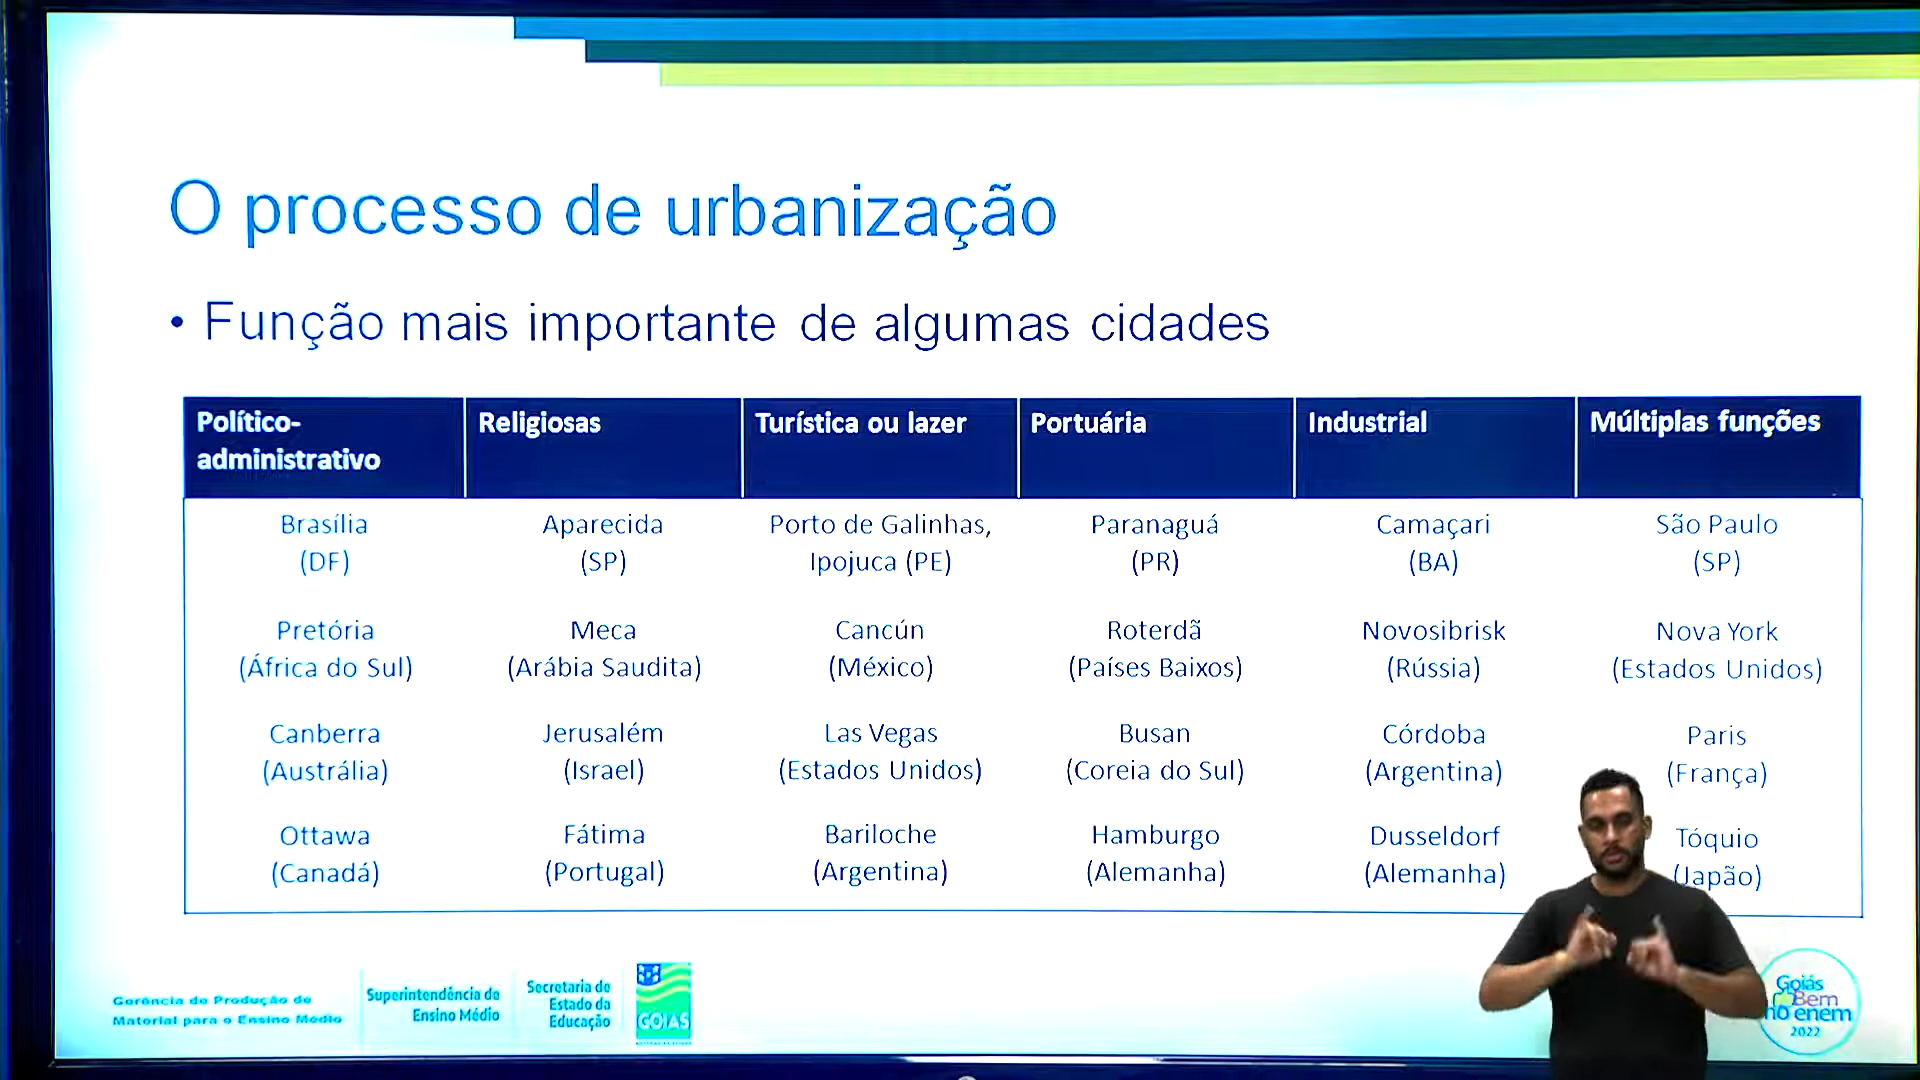 O processo de urbanização
• Função mais importante de algumas cidades
Político-
administrativo
Religiosas
Turística ou lazer
Portuária
Industrial
Múltiplas funções
Brasília
(DF)
Aparecida
(SP)
Porto de Galinhas,
Ipojuca (PE)
Paranaguá
(PR)
Camaçari
(BA)
São Paulo
(SP)
Pretória
(África do Sul)
Meca
(Arábia Saudita)
Cancún
(México)
Roterdã
(Países Baixos)
Novosibrisk
(Rússia)
Nova York
(Estados Unidos)
Canberra
(Austrália)
Jerusalém
(Israel)
Las Vegas
(Estados Unidos)
Busan
(Coreia do Sul)
Córdoba
(Argentina)
Paris
(França)
Ottawa
(Canadá)
Fátima
(Portugal)
Bariloche
(Argentina)
Hamburgo
(Alemanha)
Dusseldorf
(Alemanha)
Tóquio
(Japão)
Gerência de Produção de
Material para o Ensino Médio
Superintendência de
Ensino Médio
Secretaria de
Estado da
Educação
GOIÁS
Goiás
Bem
no enem
2022